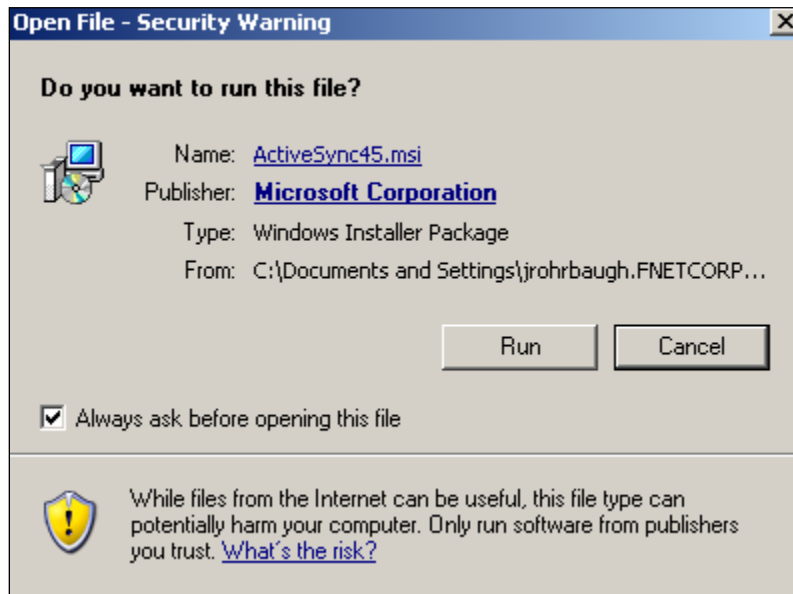 Open File - Security Warning
Do you want to run this file?
Name: ActiveSync45.msi
Publisher: Microsoft Corporation
Type: Windows Installer Package
From: C:\Documents and Settings\jrohrbaugh.FNETCORP...
Run Cancel
Always ask before opening this file
While files from the Internet can be useful, this file type can
potentially harm your computer. Only run software from publishers
you trust. What's the risk?